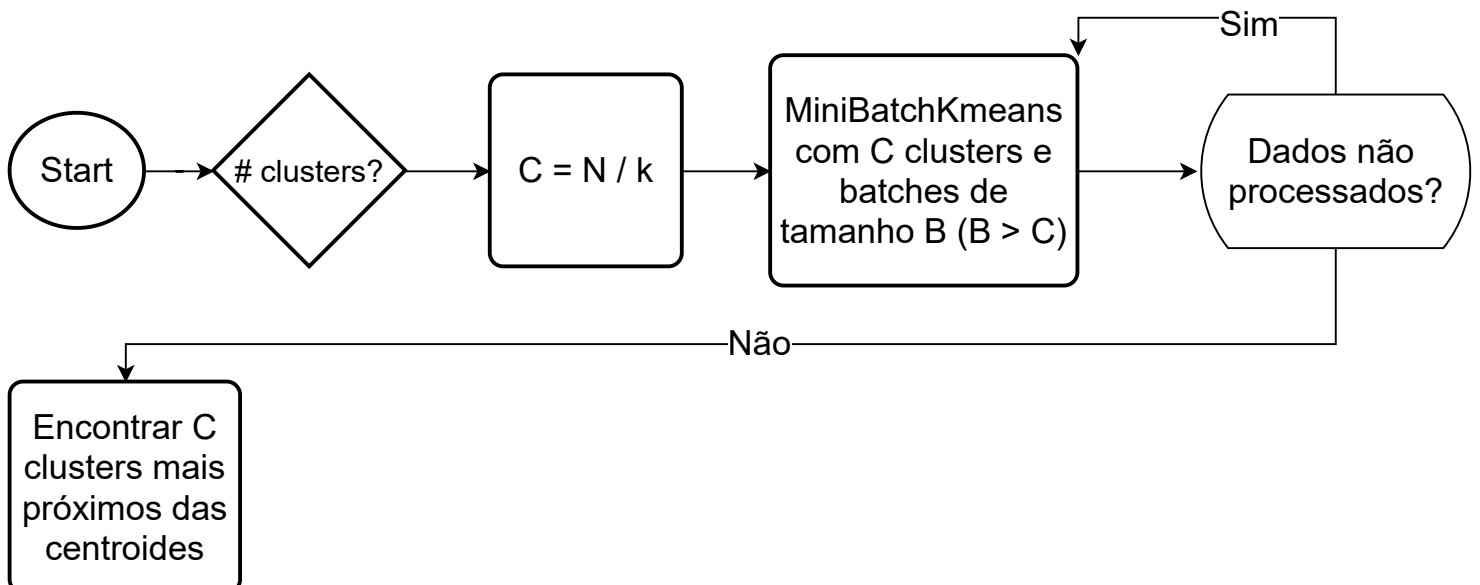 Sim
Start
# clusters?
C = N / k
MiniBatchKmeans
com C clusters e
batches de
tamanho B (B > C)
Dados não
processados?
Não
Encontrar C
clusters mais
próximos das
centroides